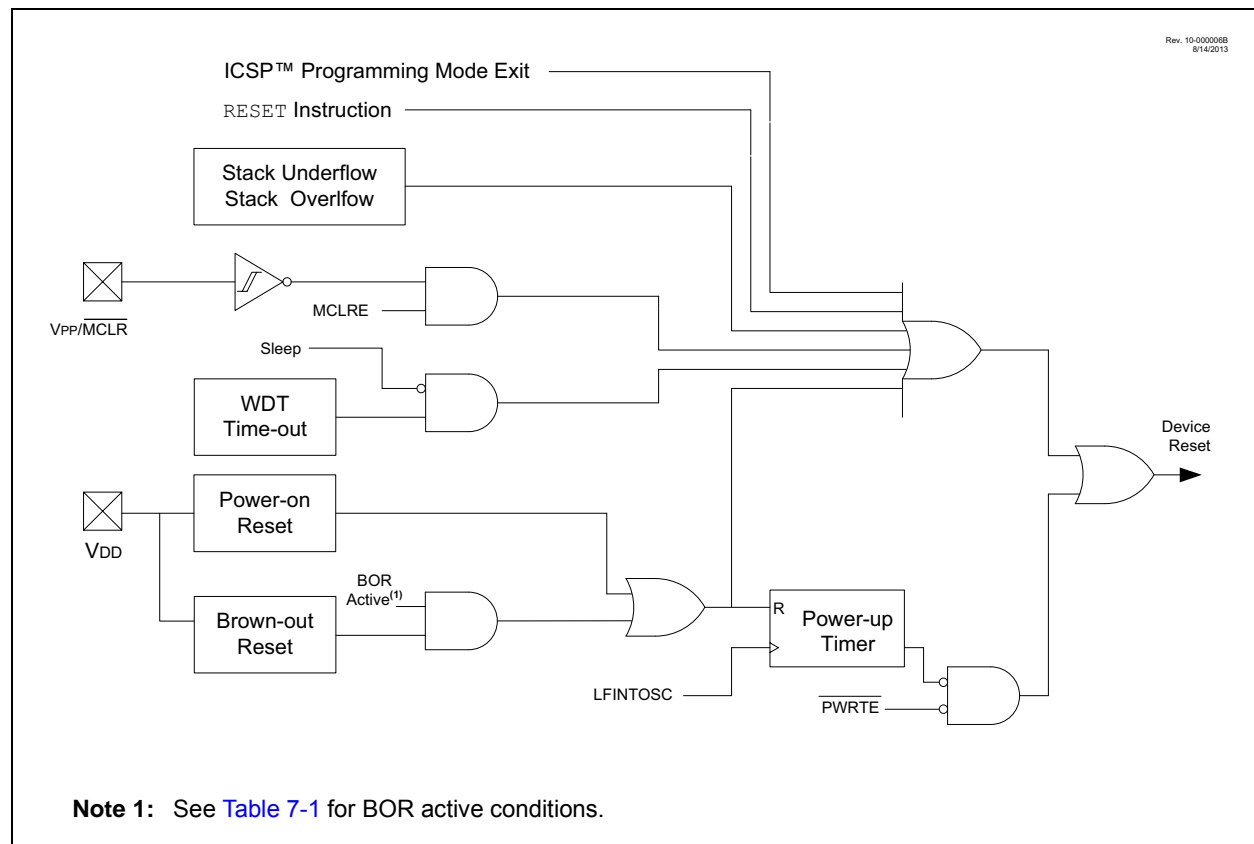 Rev. 10-000006B
8/14/2013
ICSP™ Programming Mode Exit
RESET Instruction
Stack Underflow
Stack Overlfow
VPP/MCLR
MCLRE
Sleep
WDT
Time-out
Device
Reset
Power-on
Reset
VDD
BOR
Active(1)
Brown-out
Reset
R
Power-up
Timer
LFINTOSC
PWRTE
Note 1: See Table 7-1 for BOR active conditions.